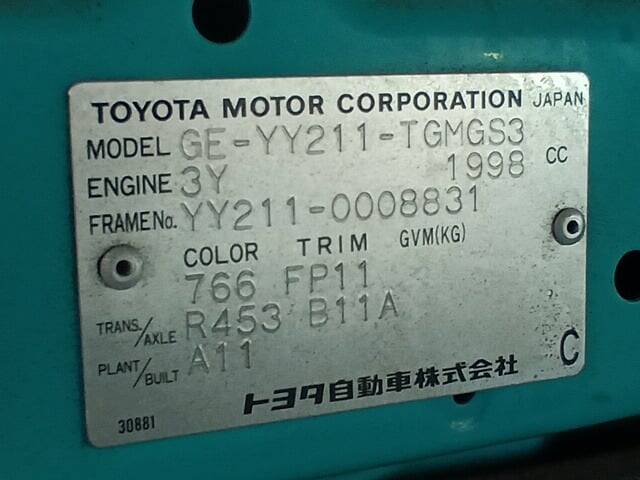 TOYOTA MOTOR CORPORATION JAPAN
MODEL GE-YY211-TGMGS3
ENGINE 3Y 1998 CC
FRAME No. YY211-0008831
COLOR TRIM GVM(KG)
766 FP11
TRANS./AXLE R453 B11A
PLANT/BUILT A11
C
トヨタ自動車株式会社
30881